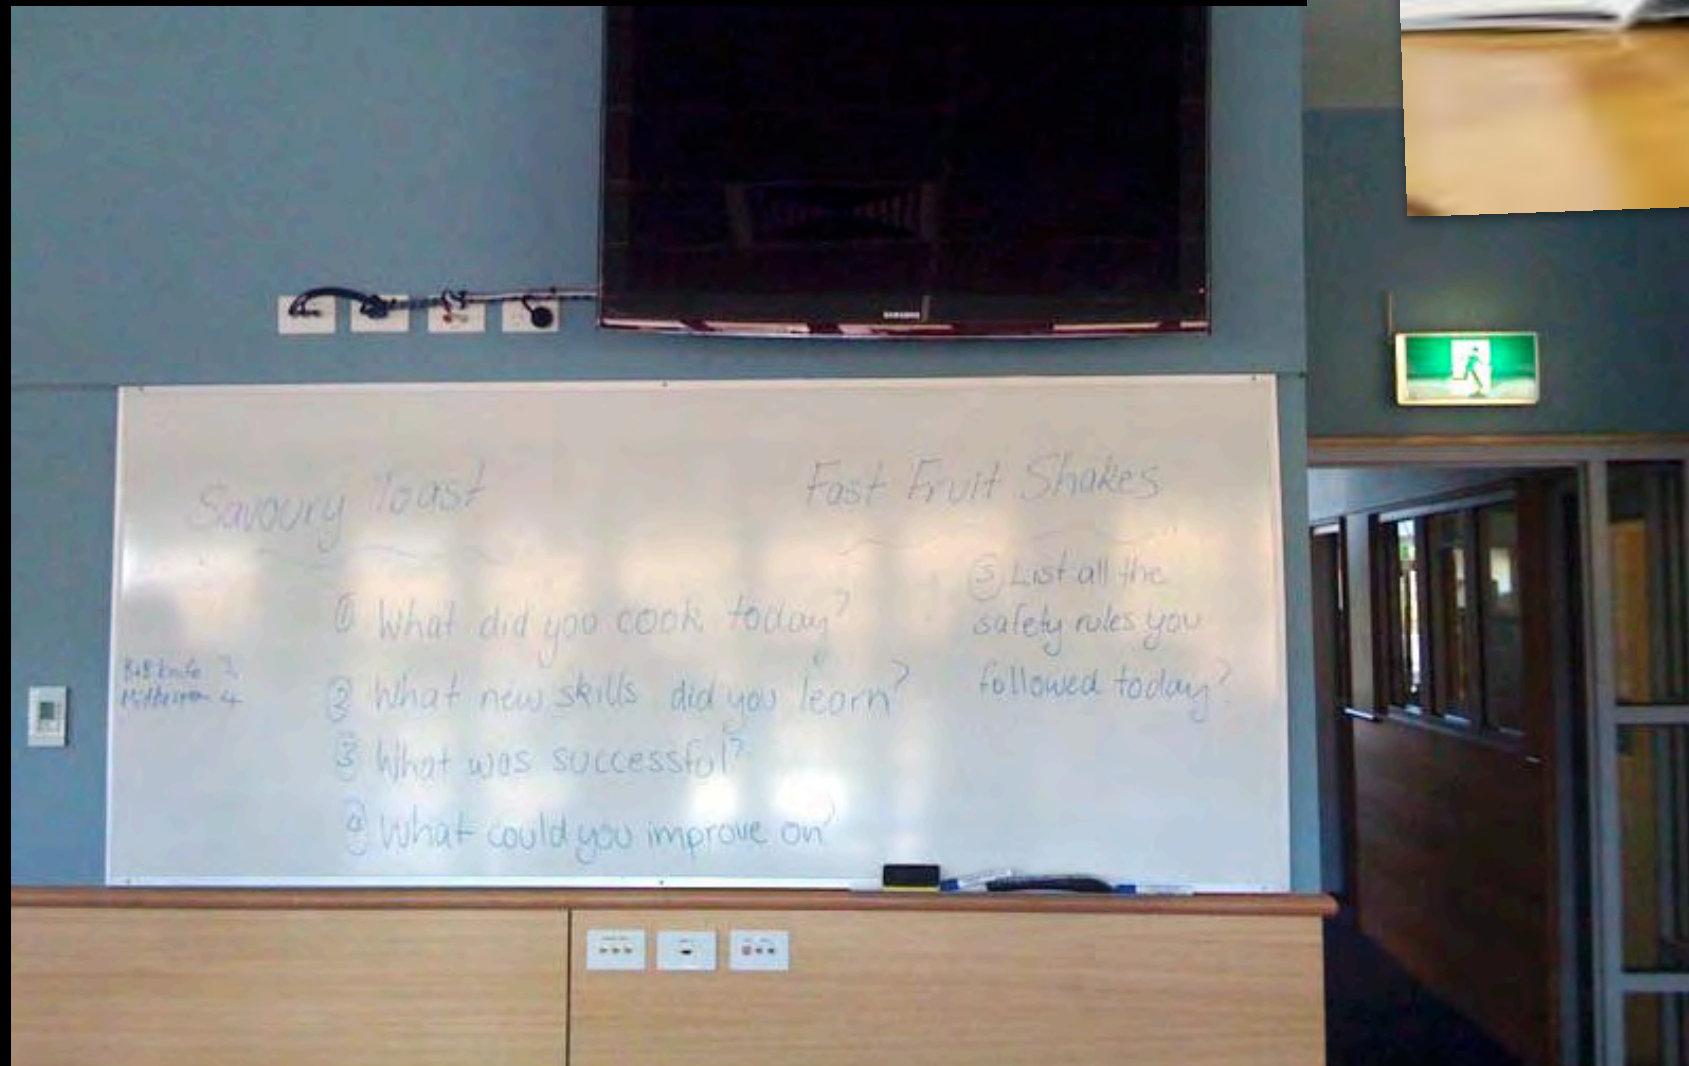 SAMSUNG
Savoury Toast
Fast Fruit Shakes
① What did you cook today?
② What new skills did you learn?
③ What was successful?
④ What could you improve on?
⑤ List all the
safety rules you
followed today?